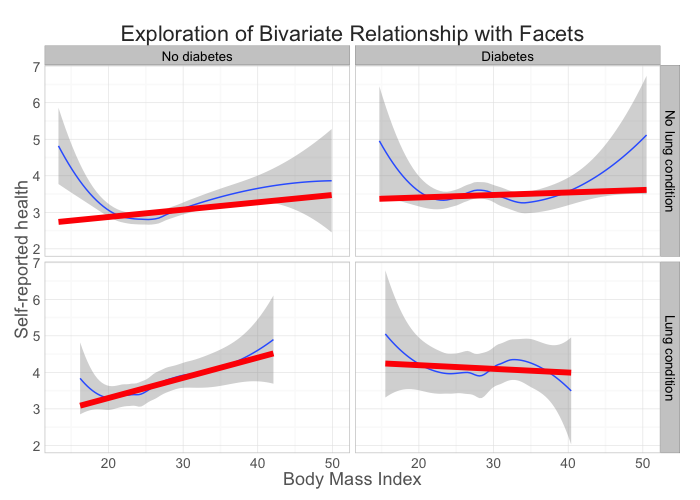 Exploration of Bivariate Relationship with Facets
No diabetes
Diabetes
7
6
5
4
3
2
No lung condition
7
6
5
4
3
2
Lung condition
Self-reported health
20 30 40 50 20 30 40 50
Body Mass Index